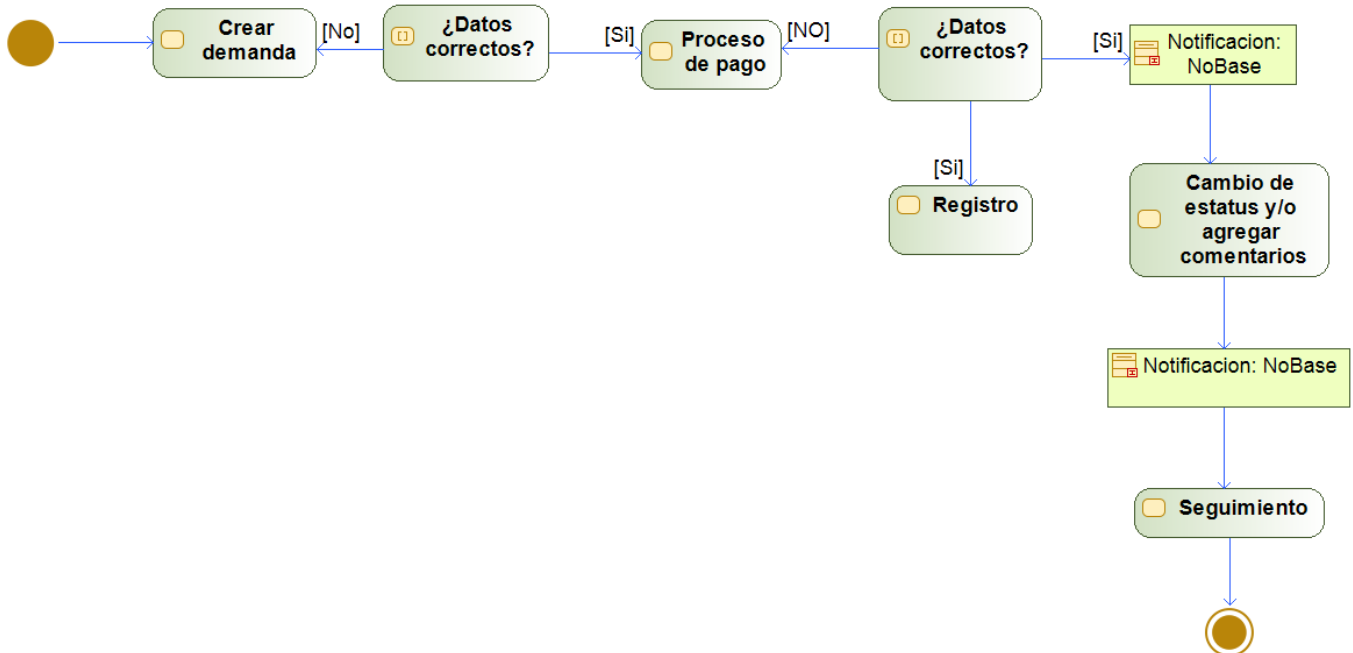 Crear
demanda
[No]
¿Datos
correctos?
[Si]
Proceso
de pago
[NO]
¿Datos
correctos?
[Si]
Notificacion:
NoBase
[Si]
Registro
Cambio de
estatus y/o
agregar
comentarios
Notificacion: NoBase
Seguimiento